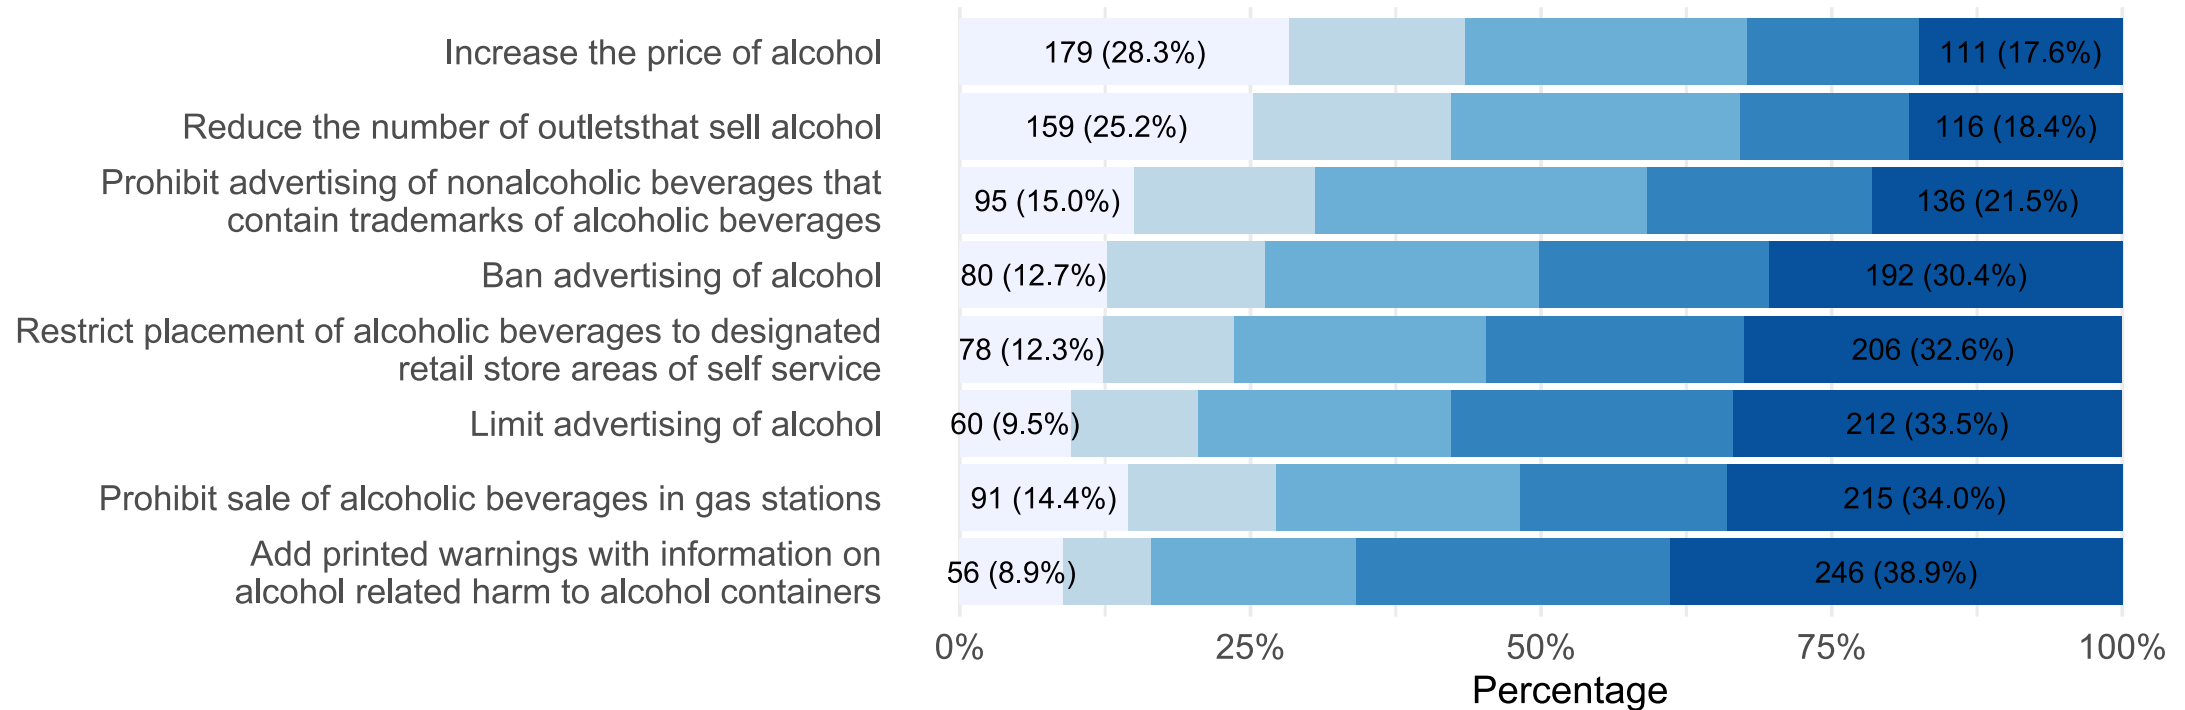 Increase the price of alcohol
179 (28.3%)
111 (17.6%)
Reduce the number of outletsthat sell alcohol
159 (25.2%)
116 (18.4%)
Prohibit advertising of nonalcoholic beverages that
contain trademarks of alcoholic beverages
95 (15.0%)
136 (21.5%)
Ban advertising of alcohol
80 (12.7%)
192 (30.4%)
Restrict placement of alcoholic beverages to designated
retail store areas of self service
78 (12.3%)
206 (32.6%)
Limit advertising of alcohol
60 (9.5%)
212 (33.5%)
Prohibit sale of alcoholic beverages in gas stations
91 (14.4%)
215 (34.0%)
Add printed warnings with information on
alcohol related harm to alcohol containers
56 (8.9%)
246 (38.9%)
0% 25% 50% 75% 100%
Percentage